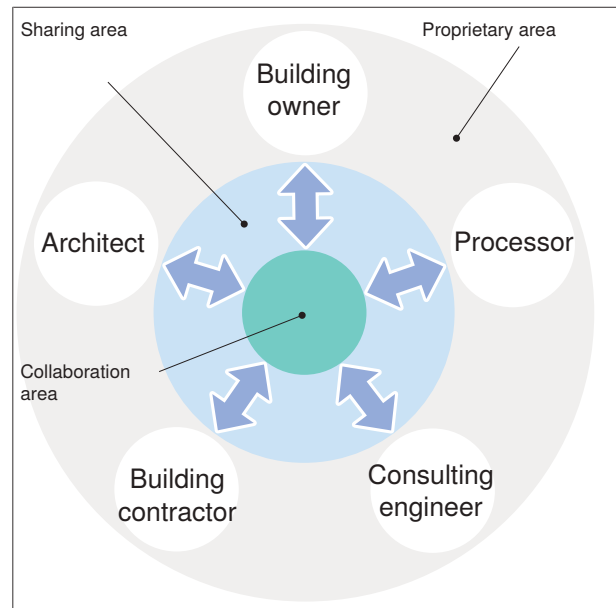 Sharing area
Proprietary area
Building
owner
Architect
Processor
Collaboration
area
Building
contractor
Consulting
engineer